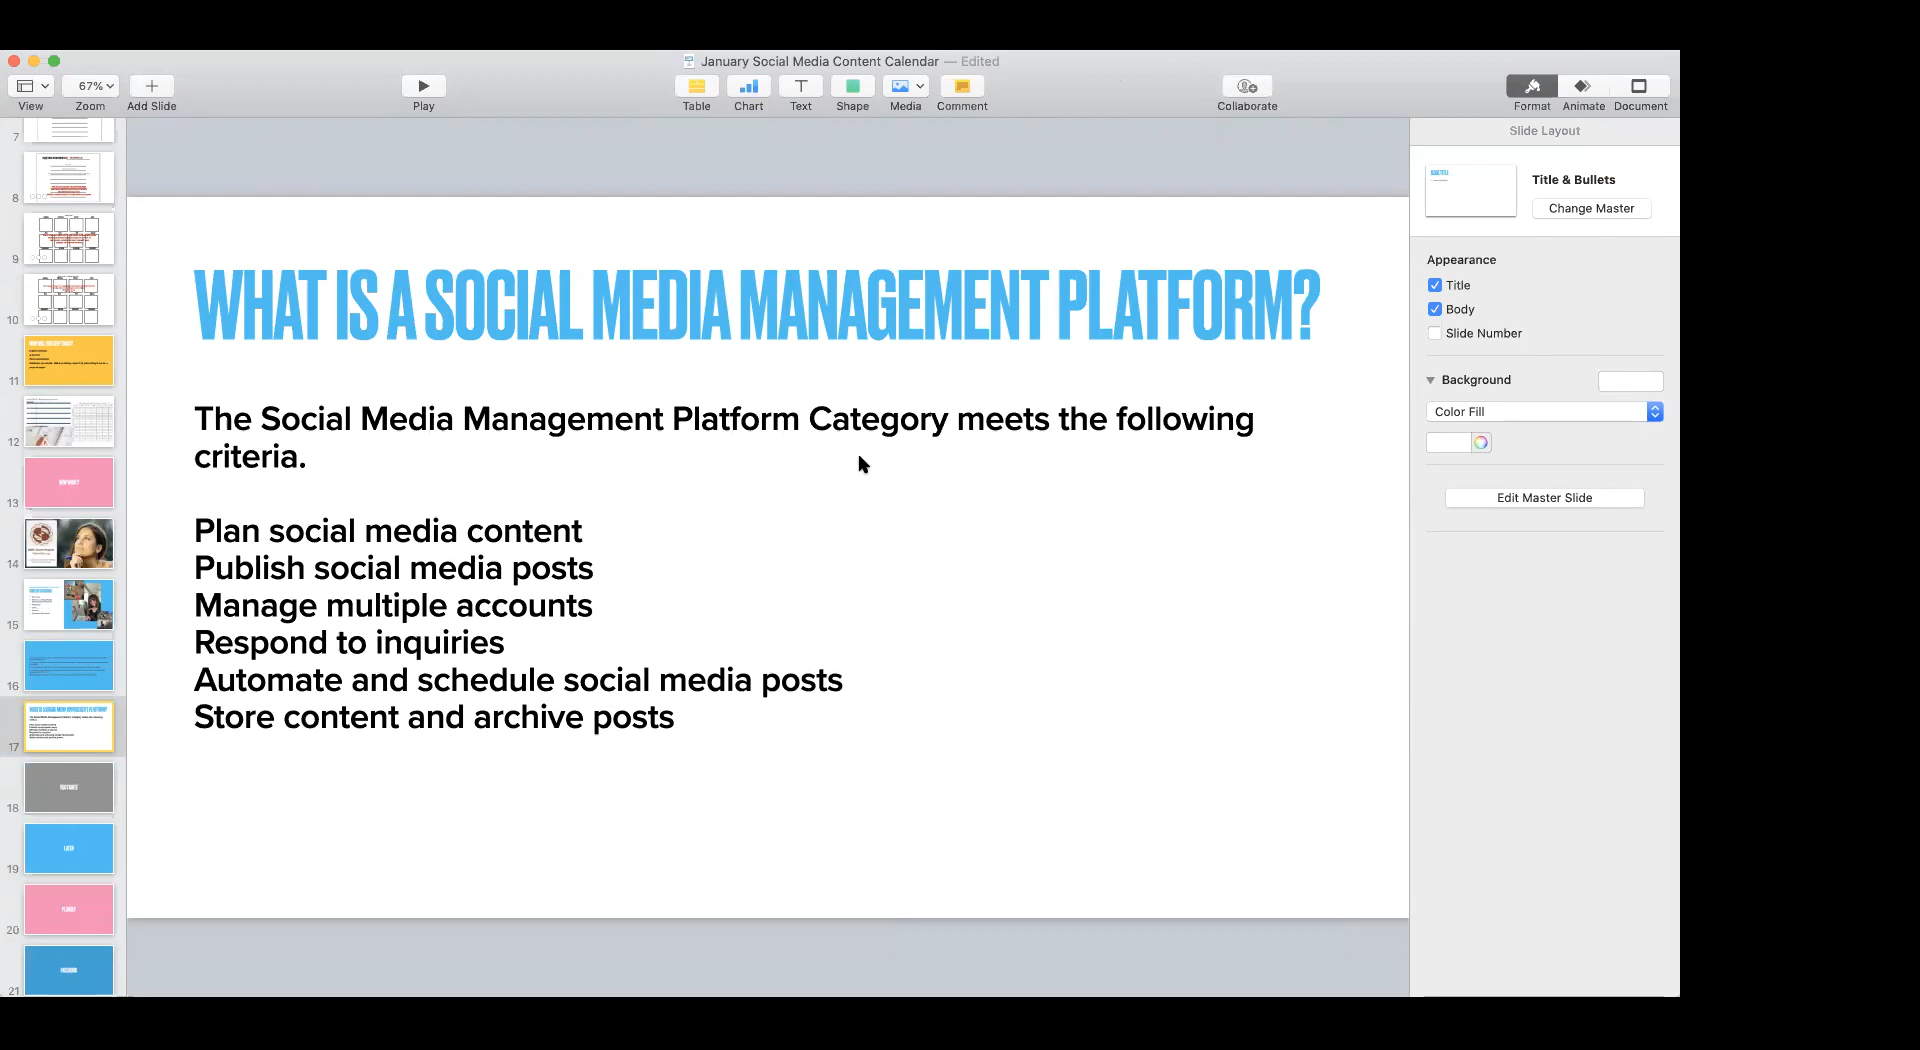 January Social Media Content Calendar — Edited
67%
View
Zoom
Add Slide
Play
Table
Chart
Text
Shape
Media
Comment
Collaborate
Format
Animate
Document
Slide Layout
Title & Bullets
Change Master
Appearance
Title
Body
Slide Number
Background
Color Fill
Edit Master Slide
7
8
9
10
11
12
13
14
15
16
17
18
19
20
21
LATER
WHAT IS A SOCIAL MEDIA MANAGEMENT PLATFORM?
The Social Media Management Platform Category meets the following
criteria.
Plan social media content
Publish social media posts
Manage multiple accounts
Respond to inquiries
Automate and schedule social media posts
Store content and archive posts